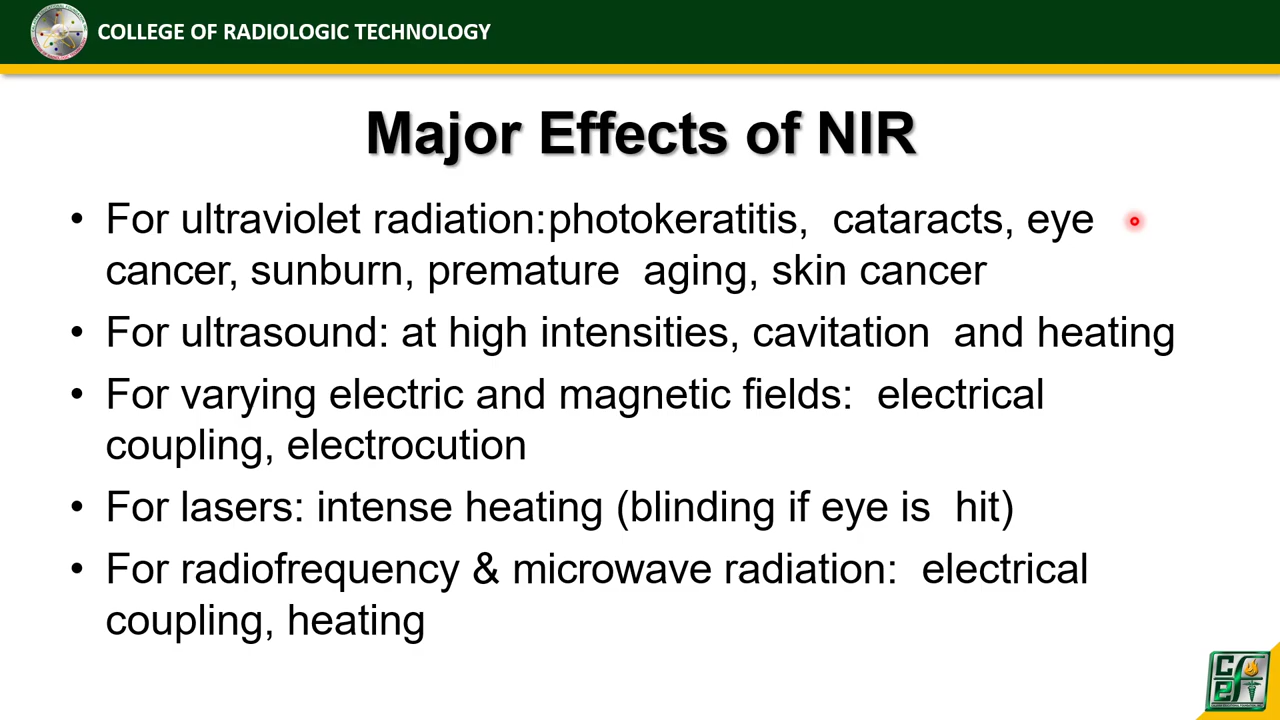 COLLEGE OF RADIOLOGIC TECHNOLOGY
Major Effects of NIR
• For ultraviolet radiation:photokeratitis, cataracts, eye
cancer, sunburn, premature aging, skin cancer
• For ultrasound: at high intensities, cavitation and heating
• For varying electric and magnetic fields: electrical
coupling, electrocution
• For lasers: intense heating (blinding if eye is hit)
• For radiofrequency & microwave radiation: electrical
coupling, heating